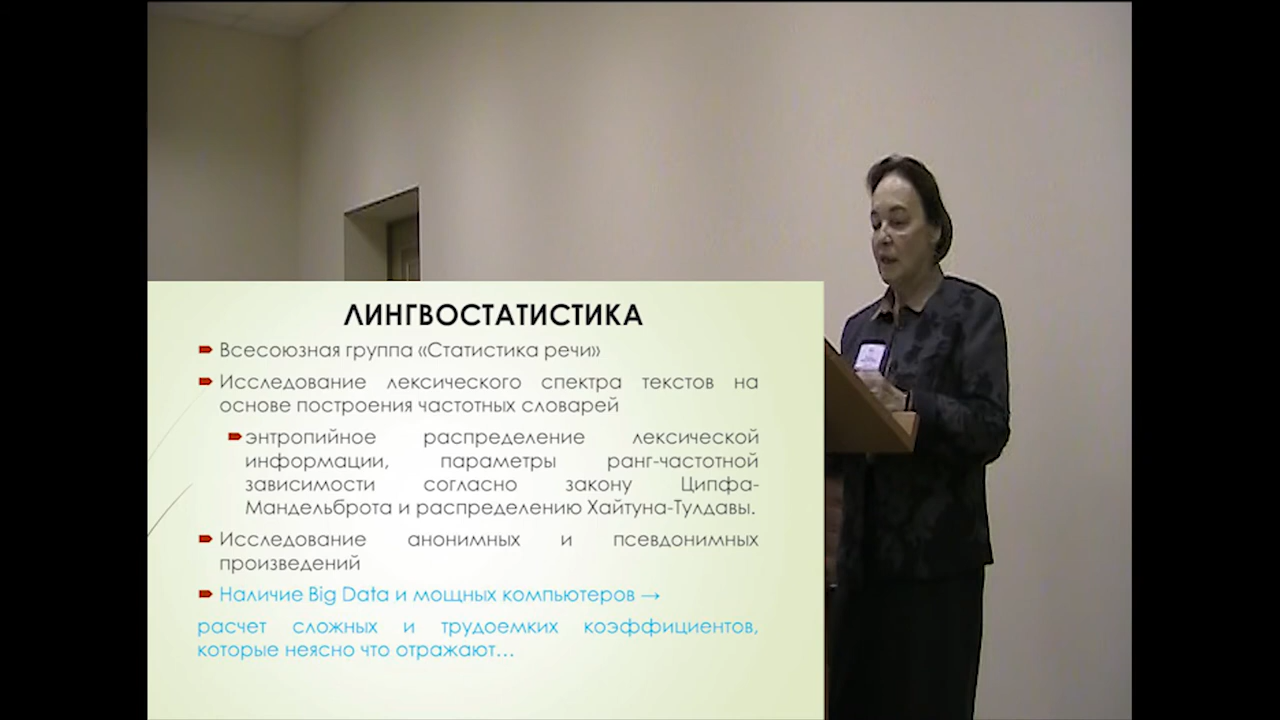 ЛИНГВОСТАТИСТИКА
Всесоюзная группа «Статистика речи»
Исследование лексического спектра текстов на
основе построения частотных словарей
энтропийное распределение лексической
информации, параметры ранг-частотной
зависимости согласно закону Ципфа-
Мандельброта и распределению Хайтуна-Тулдавы.
Исследование анонимных и псевдонимных
произведений
Наличие Big Data и мощных компьютеров →
расчет сложных и трудоемких коэффициентов,
которые неясно что отражают…